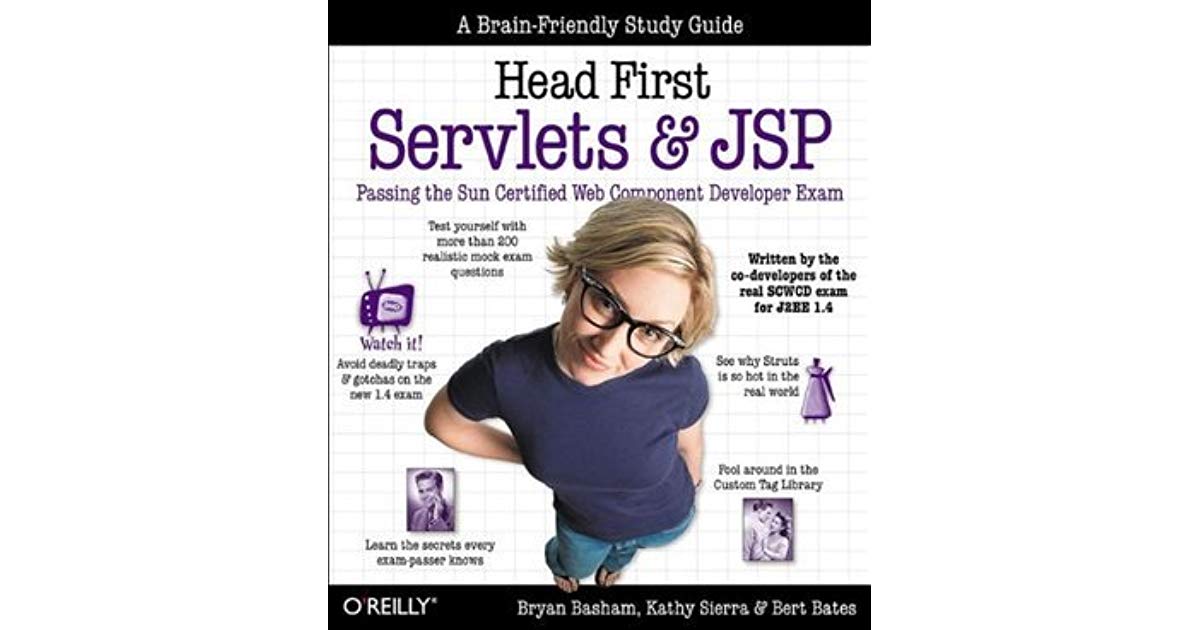 A Brain-Friendly Study Guide
Head First
Servlets & JSP
Passing the Sun Certified Web Component Developer Exam
Test yourself with
more than 200
realistic mock exam
questions
Written by the
co-developers of the
real SCWCD exam
for J2EE 1.4
Watch it!
Avoid deadly traps
& gotchas on the
new 1.4 exam
See why Struts
is so hot in the
real world
Fool around in the
Custom Tag Library
Learn the secrets every
exam-passer knows
O'REILLY®
Bryan Basham, Kathy Sierra & Bert Bates